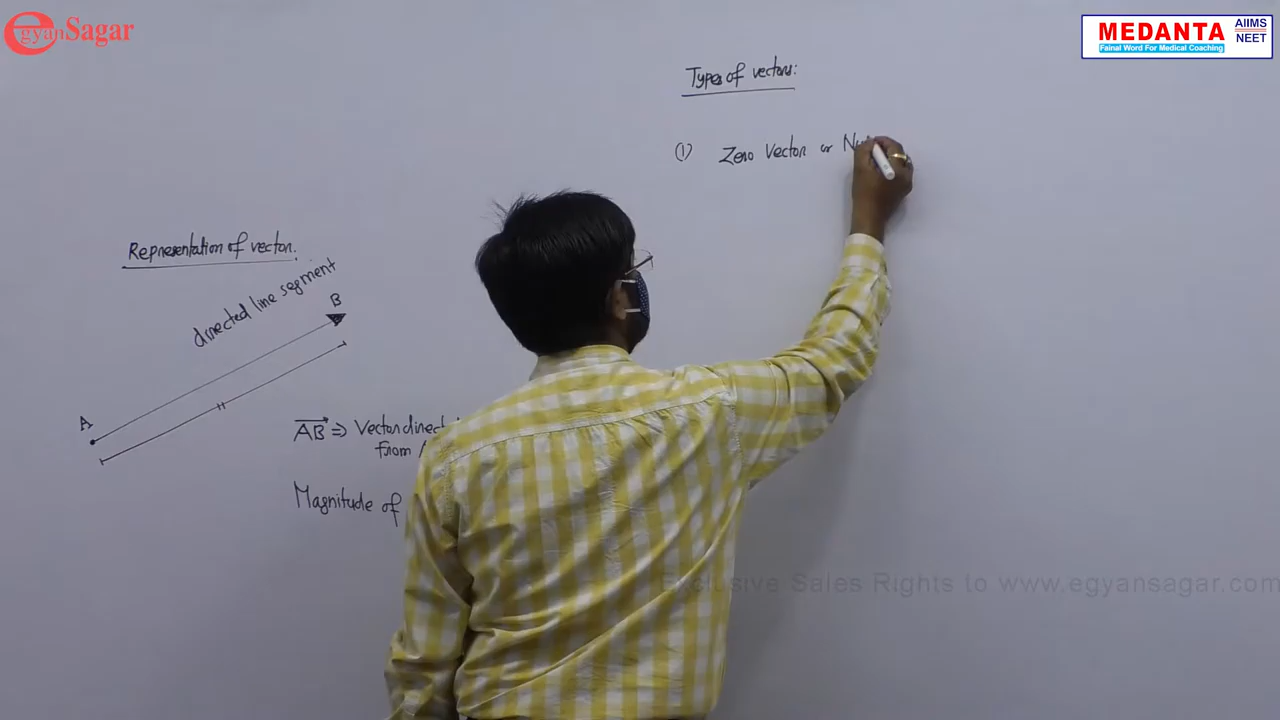 egyanSagar
MEDANTA
AIIMS
NEET
Fainal Word For Medical Coaching
Types of vectors:
① Zero Vector or
Representation of vector.
directed line segment
B
A
AB ⇒ Vector
from
Magnitude of
Exclusive Sales Rights to www.egyansagar.com